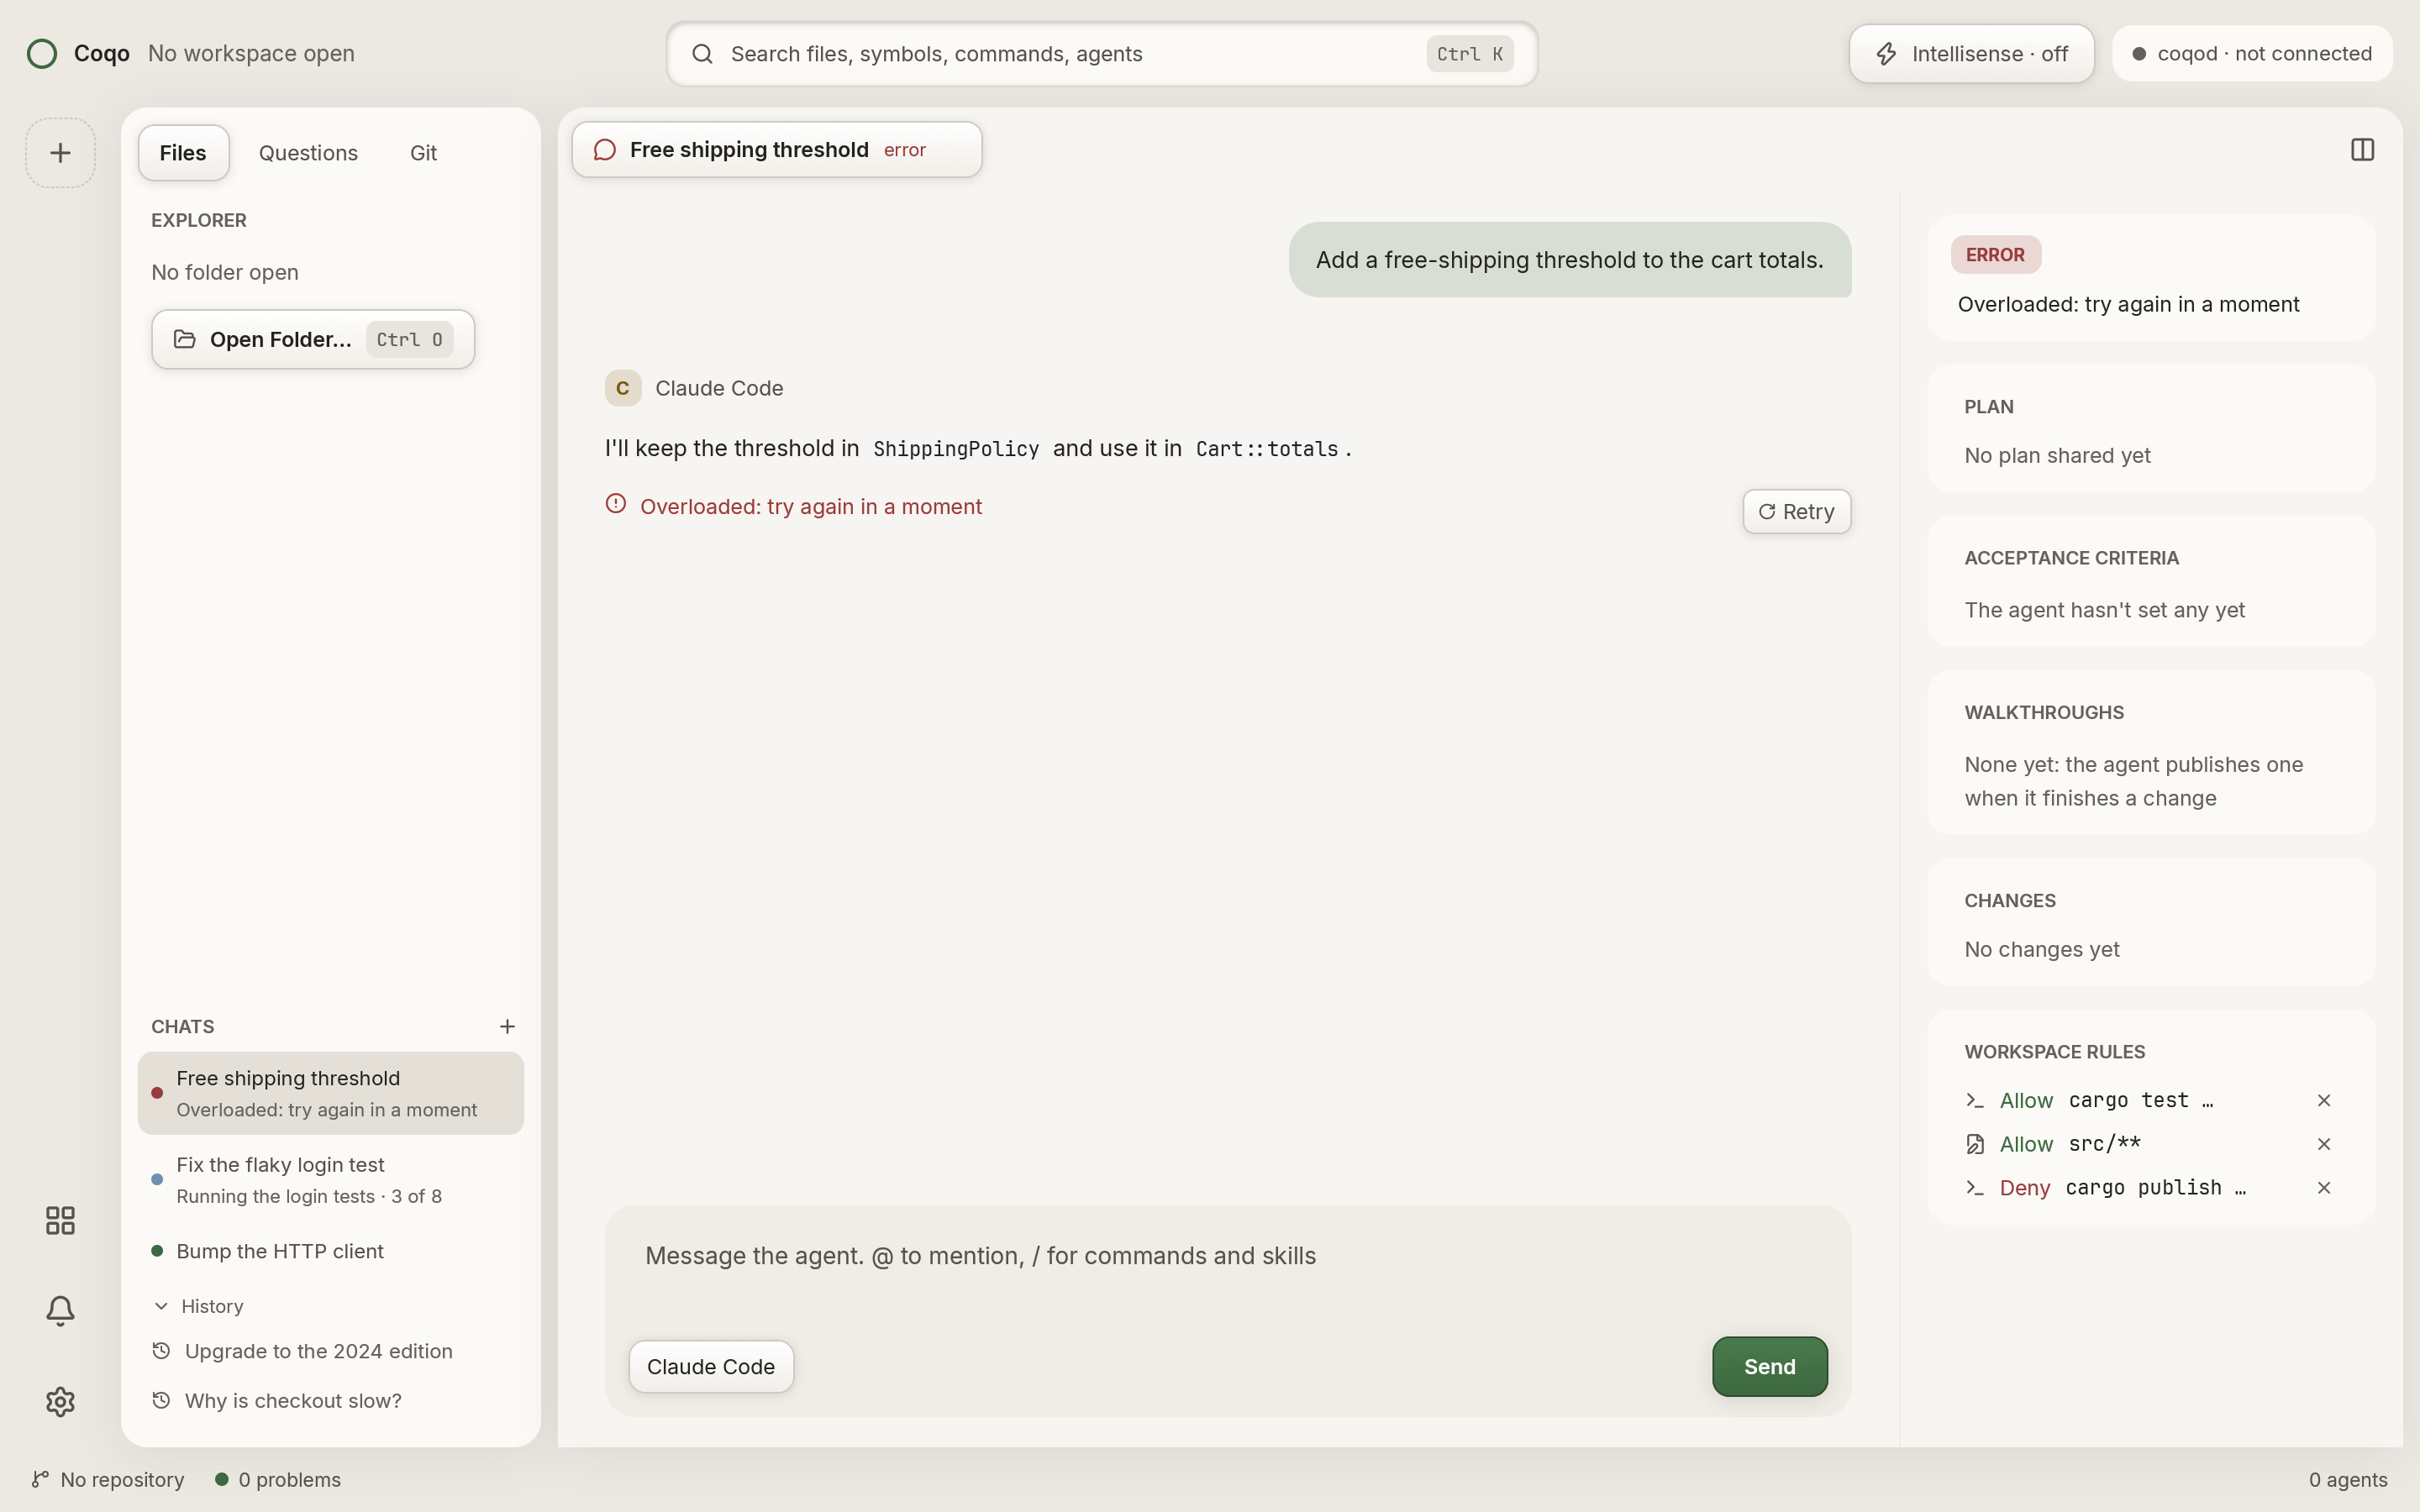 Coqo No workspace open
Search files, symbols, commands, agents Ctrl K
Intellisense · off
coqod · not connected
Files Questions Git
EXPLORER
No folder open
Open Folder... Ctrl O
CHATS
Free shipping threshold
Overloaded: try again in a moment
Fix the flaky login test
Running the login tests · 3 of 8
Bump the HTTP client
History
Upgrade to the 2024 edition
Why is checkout slow?
Free shipping threshold error
Add a free-shipping threshold to the cart totals.
C Claude Code
I'll keep the threshold in ShippingPolicy and use it in Cart::totals.
Overloaded: try again in a moment
Retry
Message the agent. @ to mention, / for commands and skills
Claude Code
Send
ERROR
Overloaded: try again in a moment
PLAN
No plan shared yet
ACCEPTANCE CRITERIA
The agent hasn't set any yet
WALKTHROUGHS
None yet: the agent publishes one
when it finishes a change
CHANGES
No changes yet
WORKSPACE RULES
Allow cargo test …
Allow src/**
Deny cargo publish …
No repository 0 problems
0 agents